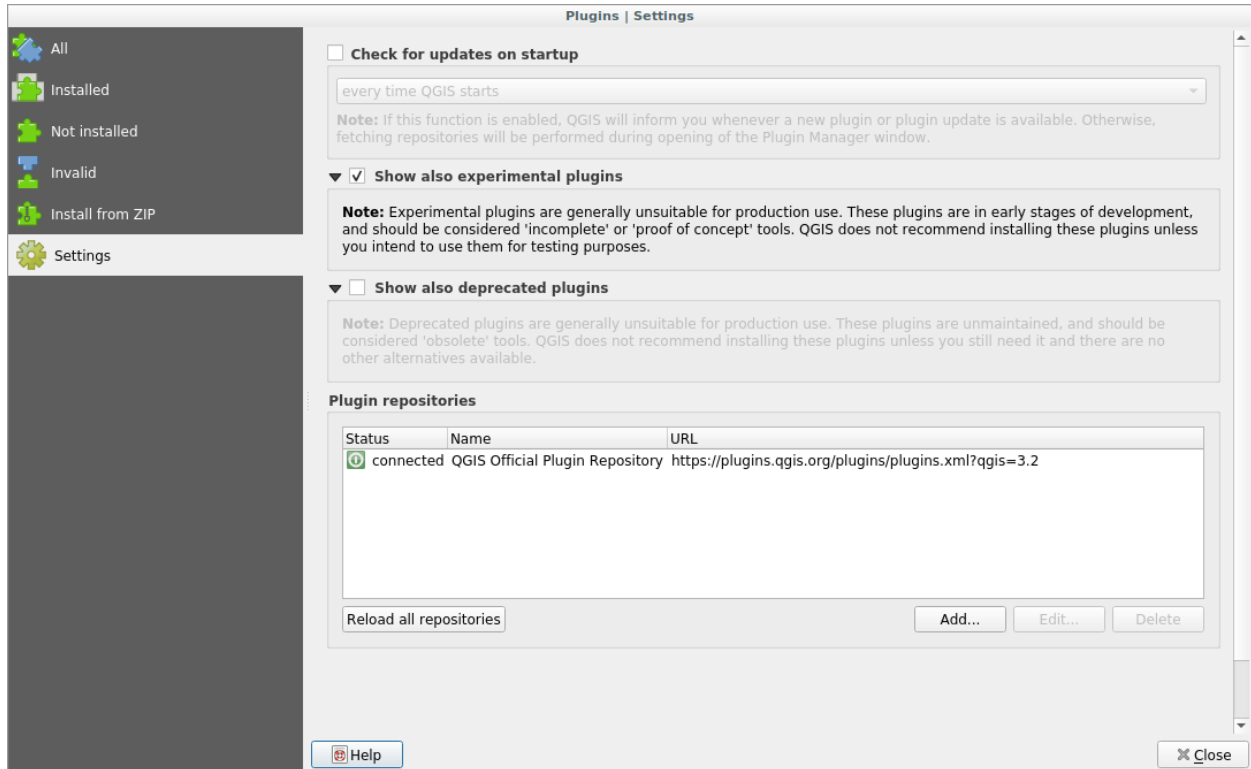 Plugins | Settings
All
Installed
Not installed
Invalid
Install from ZIP
Settings
Check for updates on startup
every time QGIS starts
Note: If this function is enabled, QGIS will inform you whenever a new plugin or plugin update is available. Otherwise,
fetching repositories will be performed during opening of the Plugin Manager window.
Show also experimental plugins
Note: Experimental plugins are generally unsuitable for production use. These plugins are in early stages of development,
and should be considered 'incomplete' or 'proof of concept' tools. QGIS does not recommend installing these plugins unless
you intend to use them for testing purposes.
Show also deprecated plugins
Note: Deprecated plugins are generally unsuitable for production use. These plugins are unmaintained, and should be
considered 'obsolete' tools. QGIS does not recommend installing these plugins unless you still need it and there are no
other alternatives available.
Plugin repositories
Status Name URL
connected QGIS Official Plugin Repository https://plugins.qgis.org/plugins/plugins.xml?qgis=3.2
Reload all repositories Add... Edit... Delete
Help Close